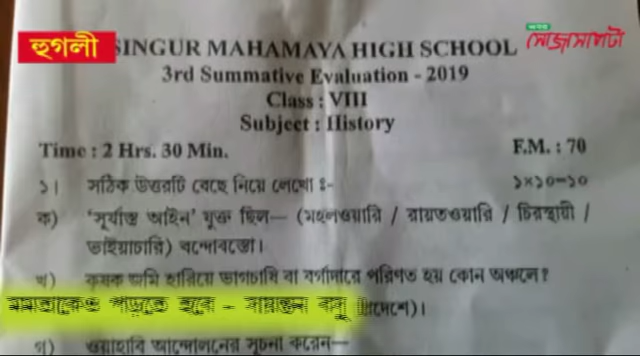 হুগলী
SINGUR MAHAMAYA HIGH SCHOOL
সোজাসাপটা
3rd Summative Evaluation - 2019
Class : VIII
Subject : History
Time : 2 Hrs. 30 Min. F.M. : 70
১। সঠিক উত্তরটি বেছে নিয়ে লেখো :- ১×১০=১০
ক) 'সূর্যাস্ত আইন' যুক্ত ছিল— (মহলওয়ারি / রায়তওয়ারি / চিরস্থায়ী /
ভাইয়াচারি) বন্দোবস্তে।
খ) কৃষক জমি হারিয়ে ভাগচাষি বা বর্গাদারে পরিণত হয় কোন অঞ্চলে?
পড়তে হবে -
গ) ওয়াহাবি আন্দোলনের সূচনা করেন—